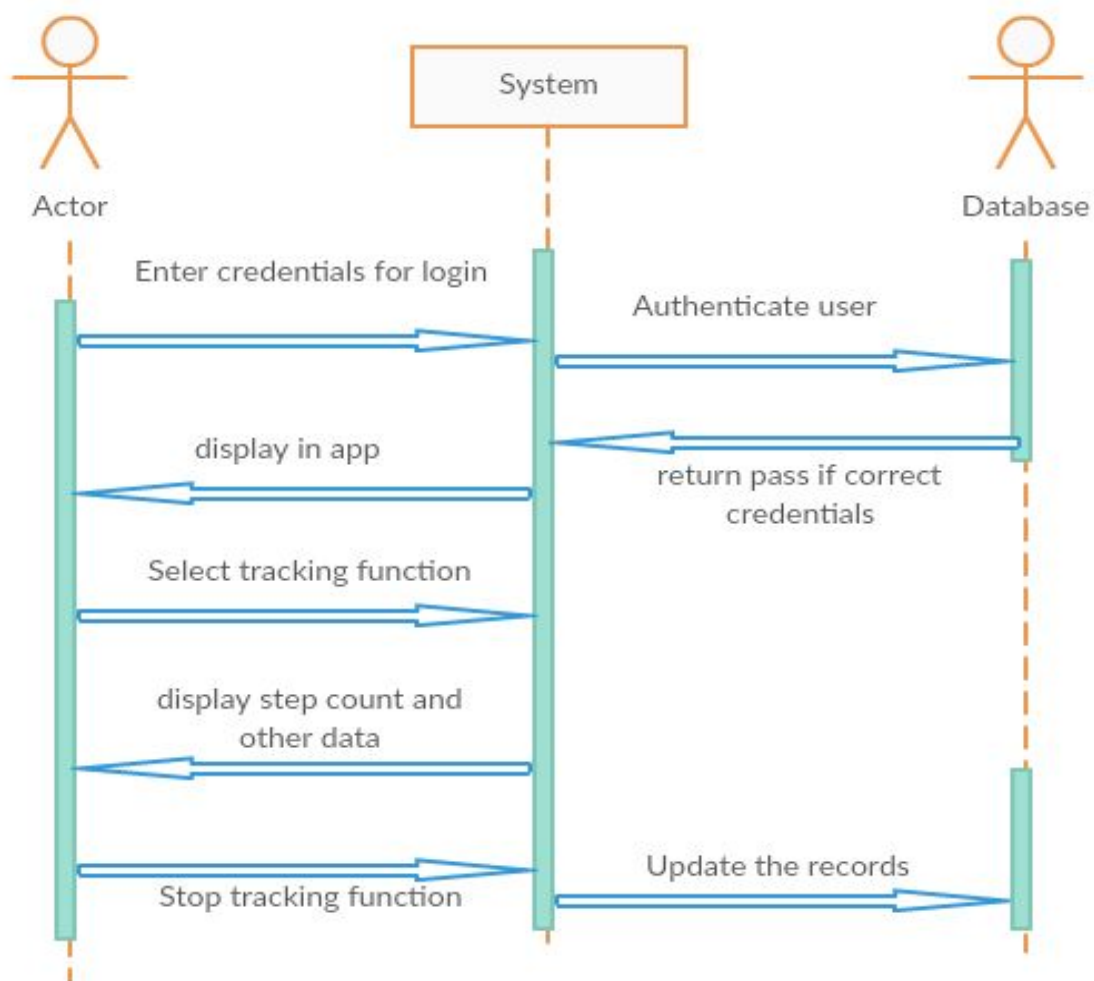 System
Actor
Database
Enter credentials for login
Authenticate user
display in app
return pass if correct
credentials
Select tracking function
display step count and
other data
Stop tracking function
Update the records